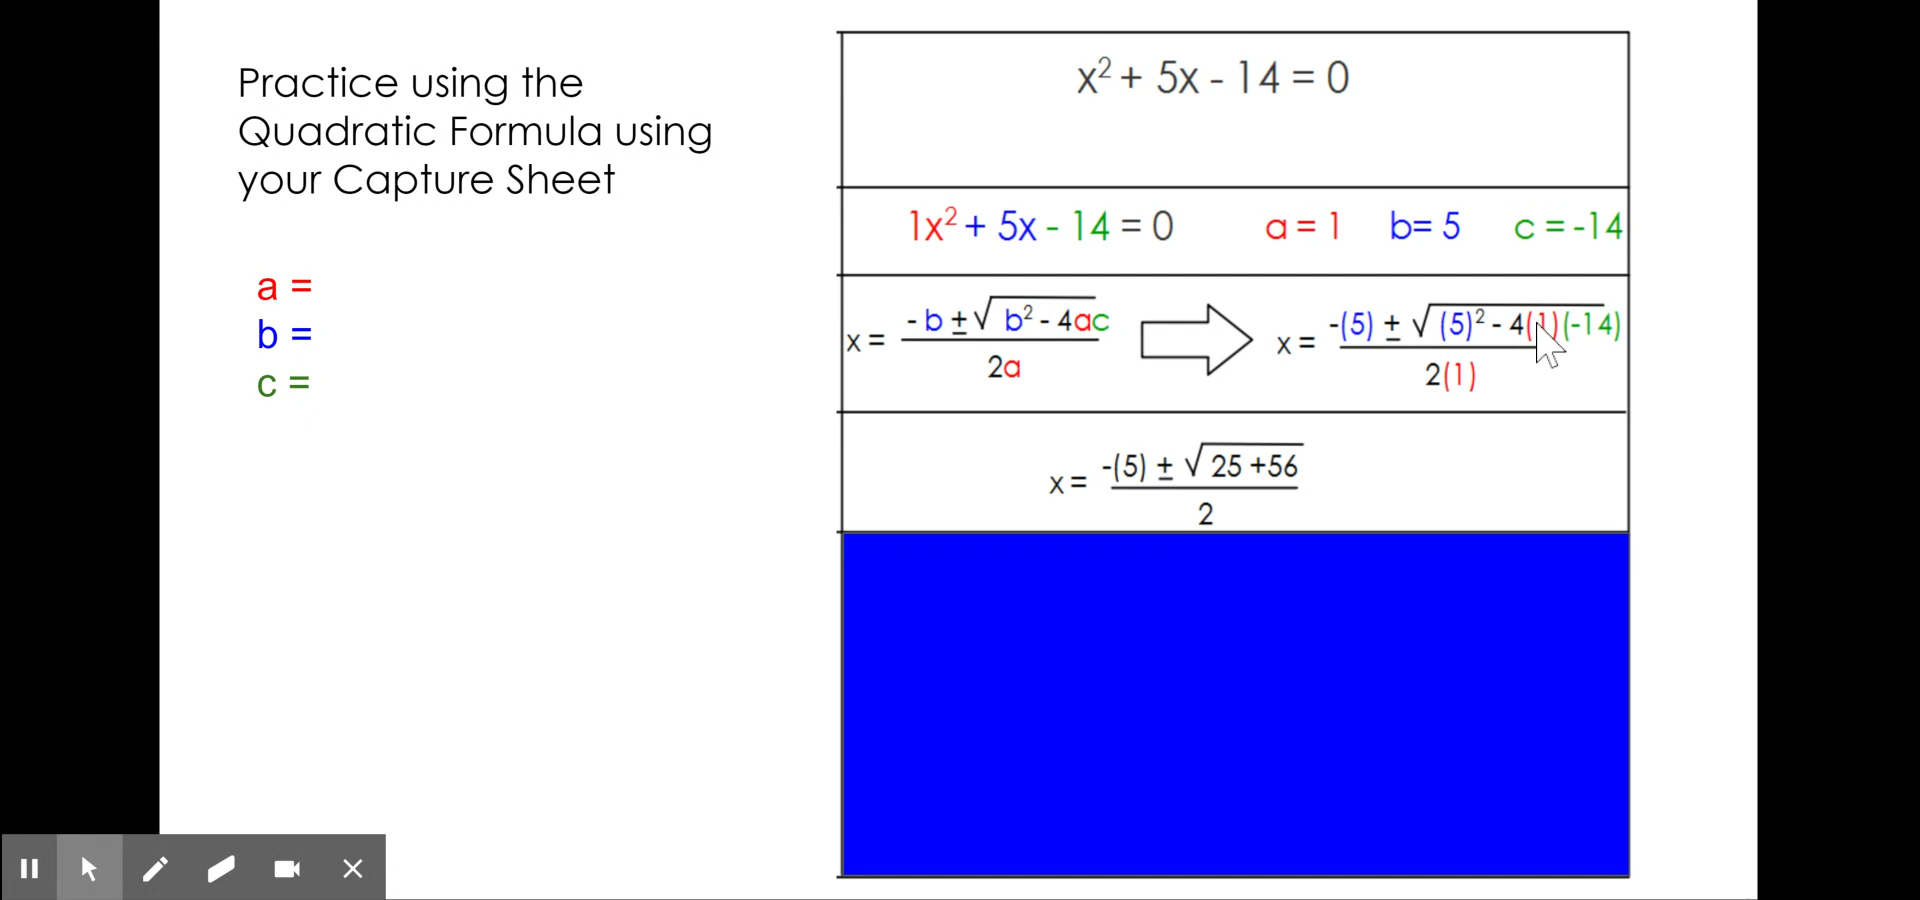 Practice using the
Quadratic Formula using
your Capture Sheet
a =
b =
c =
x² + 5x - 14 = 0
1x² + 5x - 14 = 0 a = 1 b= 5 c = -14
x = (-b ± √(b² - 4ac)) / 2a x = (-(5) ± √((5)² - 4(1)(-14))) / 2(1)
x = (-(5) ± √(25 +56)) / 2